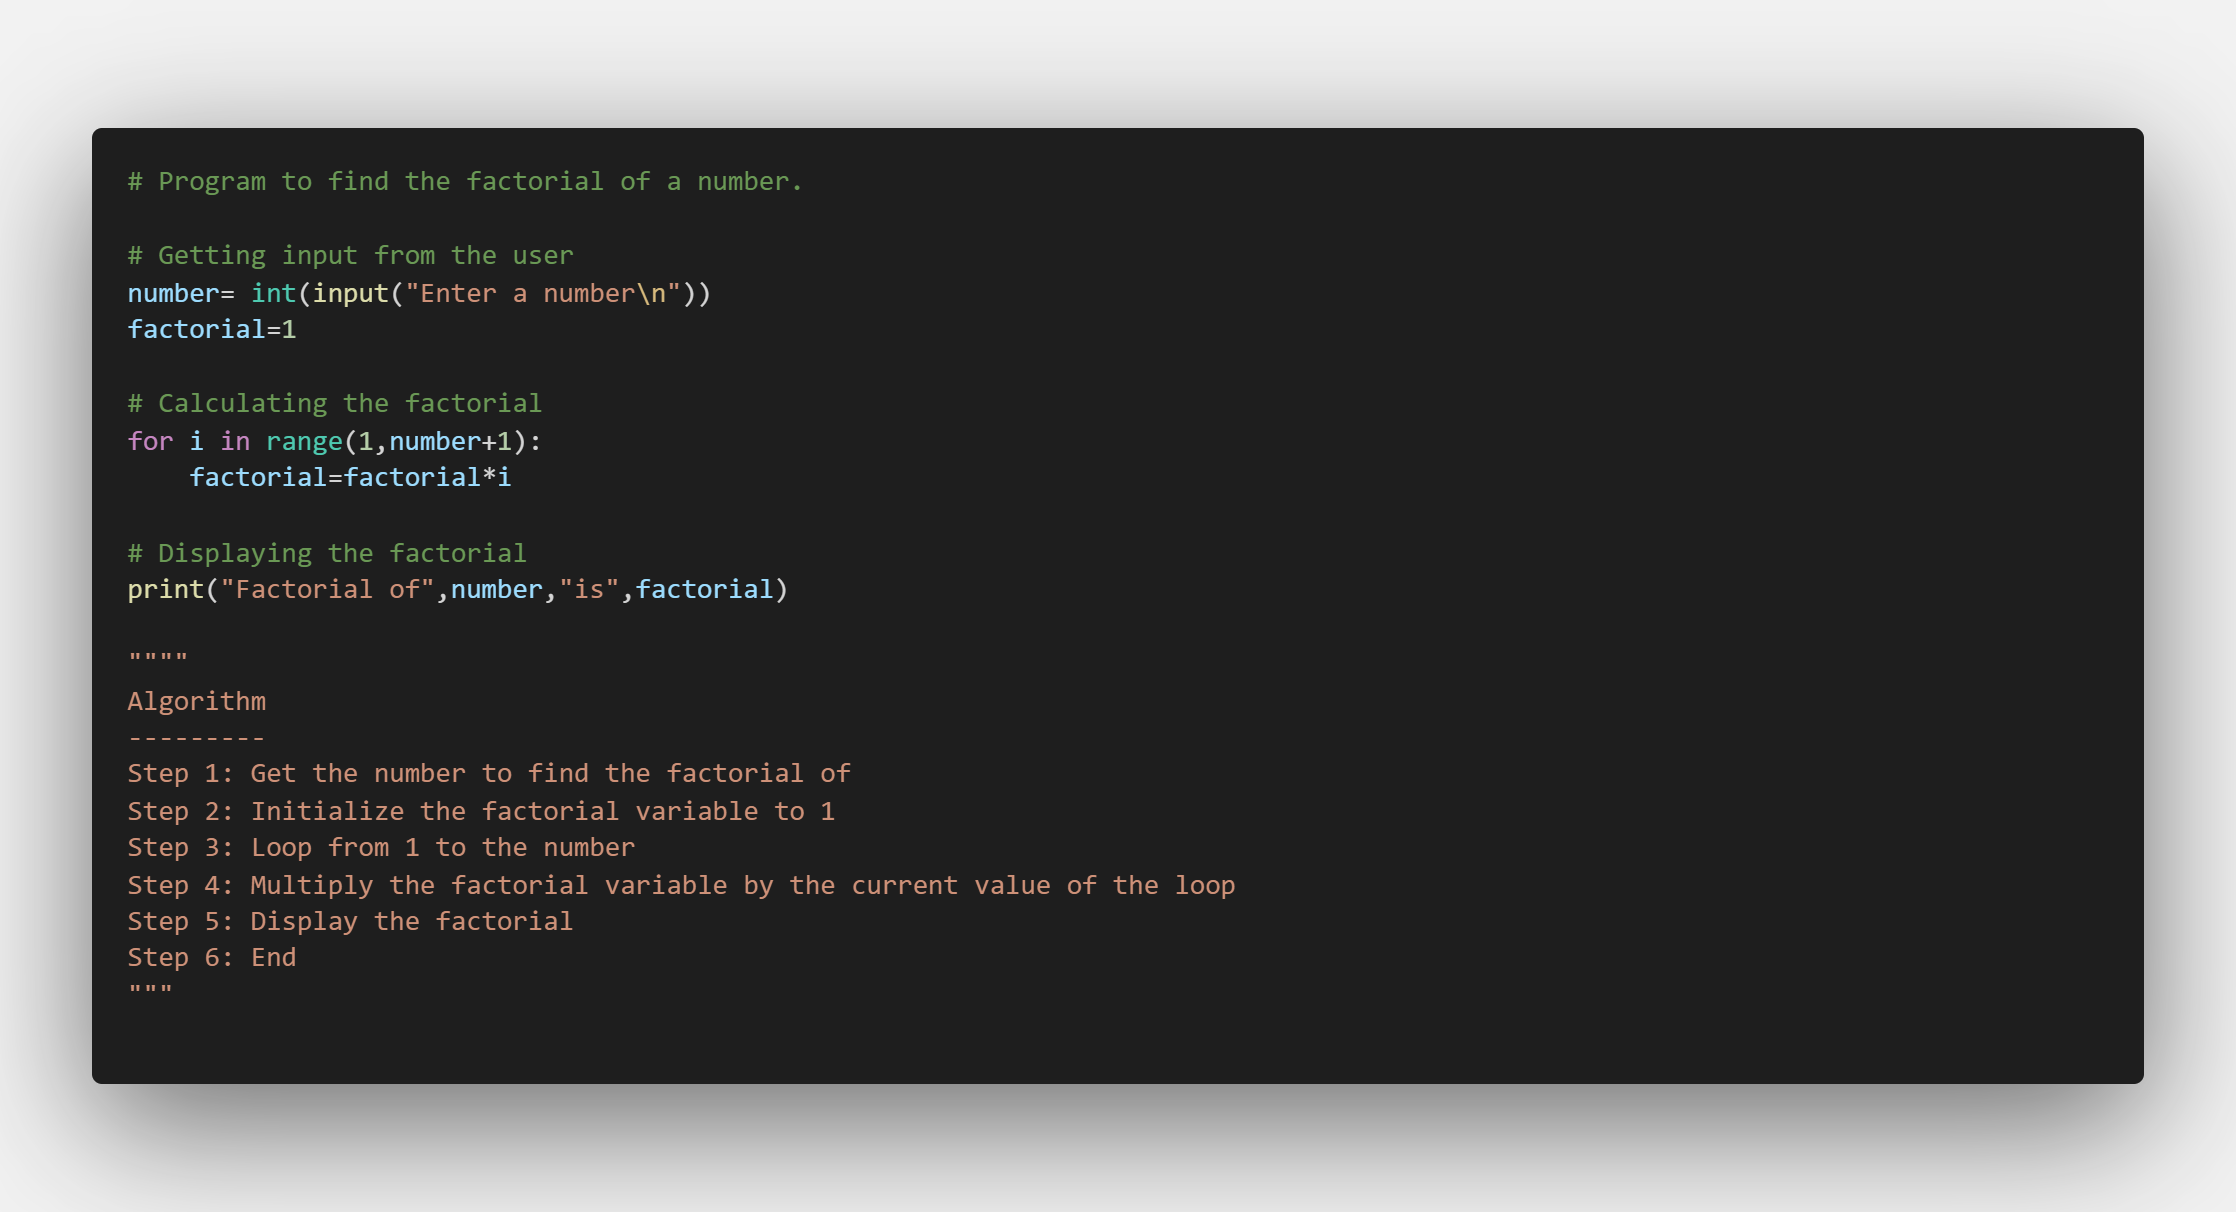 # Program to find the factorial of a number.

# Getting input from the user
number= int(input("Enter a number\n"))
factorial=1

# Calculating the factorial
for i in range(1,number+1):
    factorial=factorial*i

# Displaying the factorial
print("Factorial of",number,"is",factorial)

""""
Algorithm
---------
Step 1: Get the number to find the factorial of
Step 2: Initialize the factorial variable to 1
Step 3: Loop from 1 to the number
Step 4: Multiply the factorial variable by the current value of the loop
Step 5: Display the factorial
Step 6: End
"""